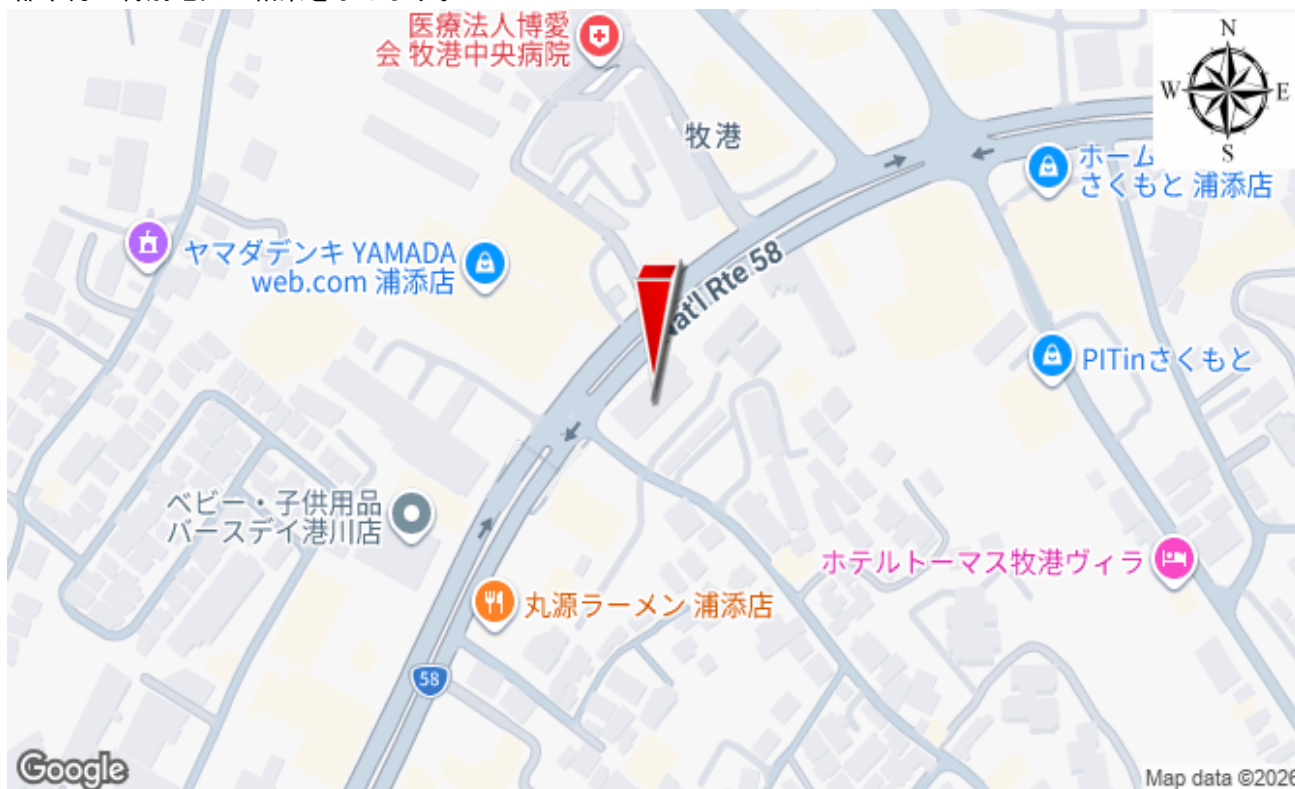 医療法人博愛
会 牧港中央病院
N
W
E
S
牧港
ホーム
さくもと 浦添店
ヤマダデンキ YAMADA
web.com 浦添店
Nat'l Rte 58
PITinさくもと
ベビー・子供用品
バースデイ港川店
ホテルトーマス牧港ヴィラ
丸源ラーメン 浦添店
58
Google
Map data ©2026